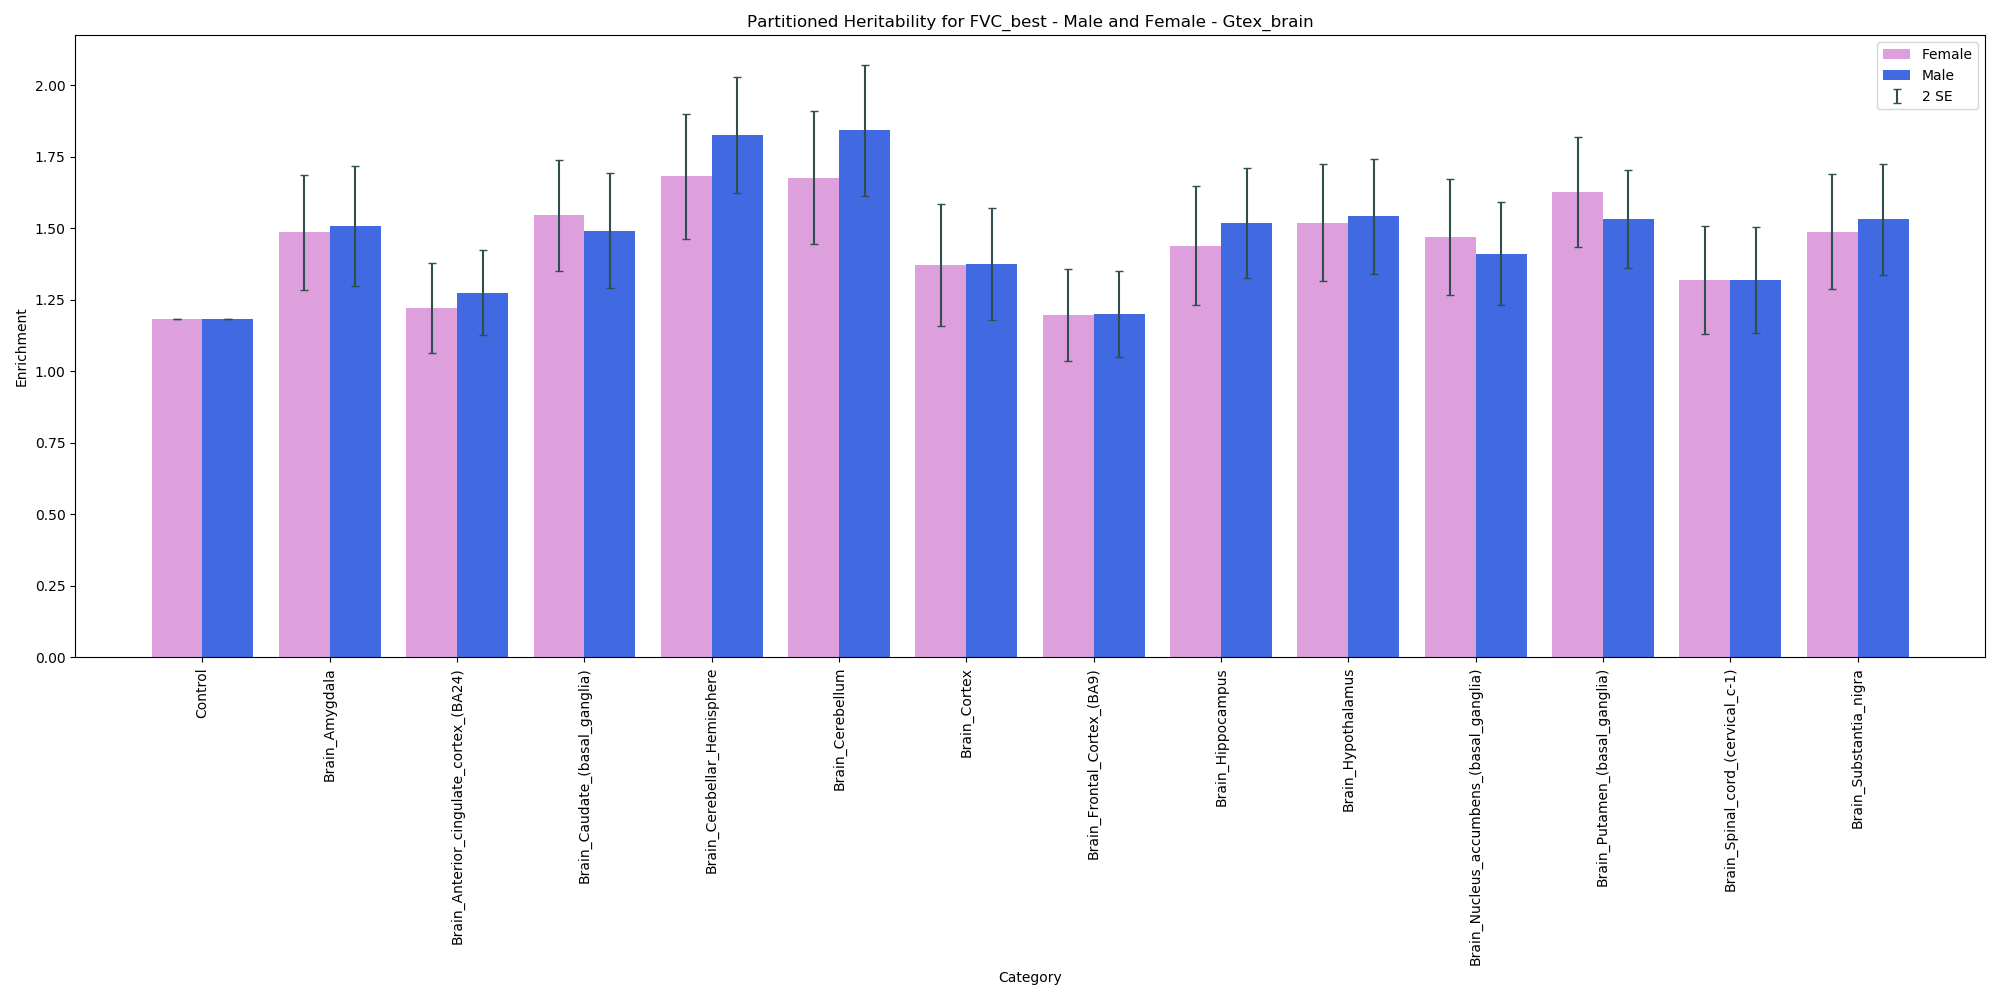 Partitioned Heritability for FVC_best - Male and Female - Gtex_brain
Female
Male
2 SE
Enrichment
2.00
1.75
1.50
1.25
1.00
0.75
0.50
0.25
0.00
Control
Brain_Amygdala
Brain_Anterior_cingulate_cortex_(BA24)
Brain_Caudate_(basal_ganglia)
Brain_Cerebellar_Hemisphere
Brain_Cerebellum
Brain_Cortex
Brain_Frontal_Cortex_(BA9)
Brain_Hippocampus
Brain_Hypothalamus
Brain_Nucleus_accumbens_(basal_ganglia)
Brain_Putamen_(basal_ganglia)
Brain_Spinal_cord_(cervical_c-1)
Brain_Substantia_nigra
Category